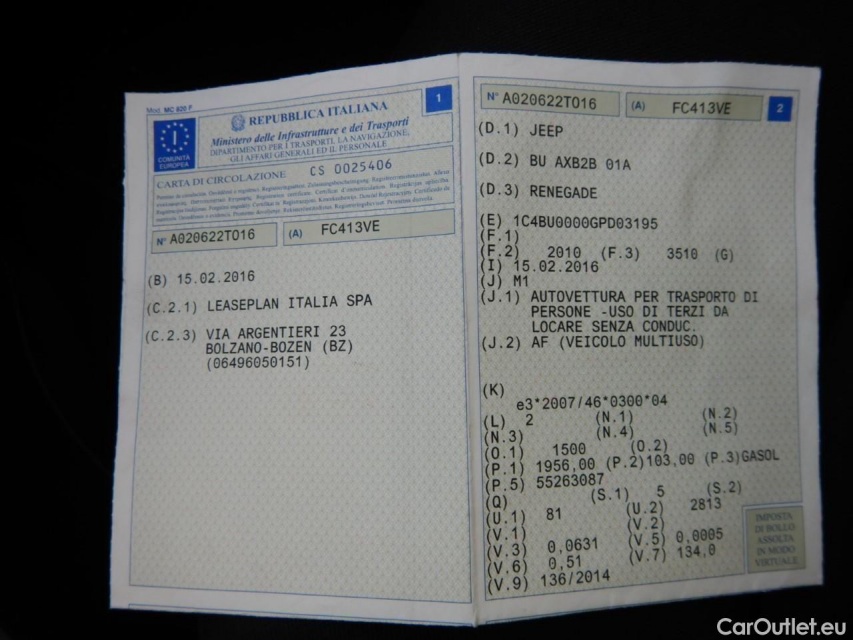 Mod. MC 820 F
REPUBBLICA ITALIANA
1
Ministero delle Infrastrutture e dei Trasporti
DIPARTIMENTO PER I TRASPORTI, LA NAVIGAZIONE,
GLI AFFARI GENERALI ED IL PERSONALE
I
COMUNITÀ
EUROPEA
CARTA DI CIRCOLAZIONE CS 0025406
N° A020622TO16 (A) FC413VE
(B) 15.02.2016
(C.2.1) LEASEPLAN ITALIA SPA
(C.2.3) VIA ARGENTIERI 23
BOLZANO-BOZEN (BZ)
(06496050151)
N° A020622TO16 (A) FC413VE 2
(D.1) JEEP
(D.2) BU AXB2B 01A
(D.3) RENEGADE
(E) 1C4BU0000GPD03195
(F.1)
(F.2) 2010 (F.3) 3510 (G)
(I) 15.02.2016
(J) M1
(J.1) AUTOVETTURA PER TRASPORTO DI
PERSONE -USO DI TERZI DA
LOCARE SENZA CONDUC.
(J.2) AF (VEICOLO MULTIUSO)
(K)
e3*2007/46*0300*04
(L) 2 (N.1) (N.2)
(N.3) (N.4) (N.5)
(O.1) 1500 (O.2)
(P.1) 1956,00 (P.2)103,00 (P.3)GASOL
(P.5) 55263087
(Q) (S.1) 5 (S.2)
(U.1) 81 (U.2) 2813
(V.1) (V.2)
(V.3) 0,0631 (V.5) 0,0005
(V.6) 0,51 (V.7) 134,0
(V.9) 136/2014
IMPOSTA
DI BOLLO
ASSOLTA
IN MODO
VIRTUALE
CarOutlet.eu